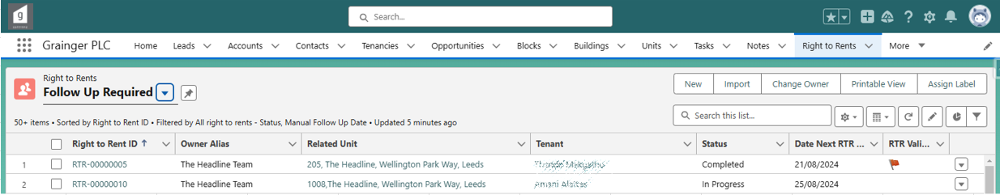 Search...
Grainger PLC Home Leads Accounts Contacts Tenancies Opportunities Blocks Buildings Units Tasks Notes Right to Rents More
Right to Rents
Follow Up Required
New Import Change Owner Printable View Assign Label
50+ items • Sorted by Right to Rent ID • Filtered by All right to rents - Status, Manual Follow Up Date • Updated 5 minutes ago
Search this list...
Right to Rent ID ↑ Owner Alias Related Unit Tenant Status Date Next RTR ... RTR Vali...
1 RTR-00000005 The Headline Team 205, The Headline, Wellington Park Way, Leeds Completed 21/08/2024
2 RTR-00000010 The Headline Team 1008,The Headline, Wellington Park Way, Leeds In Progress 25/08/2024